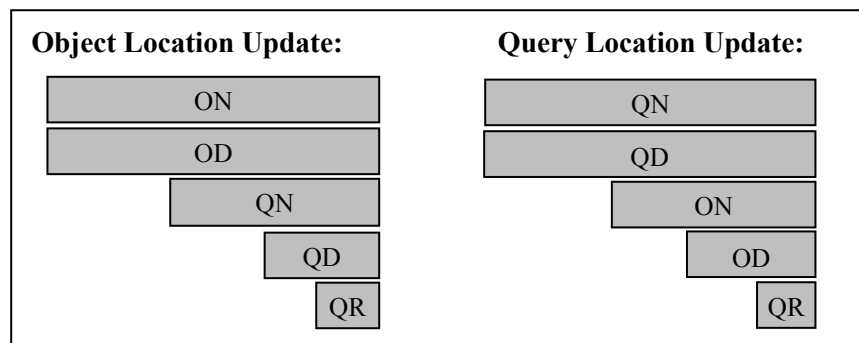 Object Location Update:
ON
OD
QN
QD
QR
Query Location Update:
QN
QD
ON
OD
QR